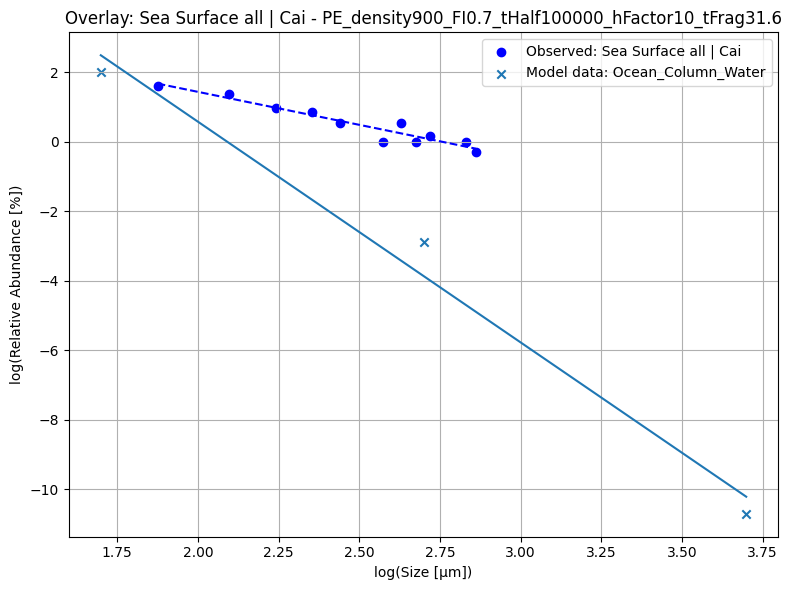 Overlay: Sea Surface all | Cai - PE_density900_FI0.7_tHalf100000_hFactor10_tFrag31.6
Observed: Sea Surface all | Cai
Model data: Ocean_Column_Water
log(Relative Abundance [%])
2
0
−2
−4
−6
−8
−10
1.75 2.00 2.25 2.50 2.75 3.00 3.25 3.50 3.75
log(Size [µm])